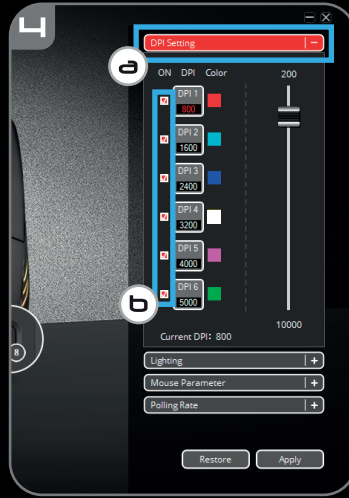 4
DPI Setting
a
ON DPI Color 200
DPI 1
800
DPI 2
1600
DPI 3
2400
DPI 4
3200
DPI 5
4000
b
DPI 6
5000
10000
Current DPI: 800
8
Lighting
Mouse Parameter
Polling Rate
Restore Apply